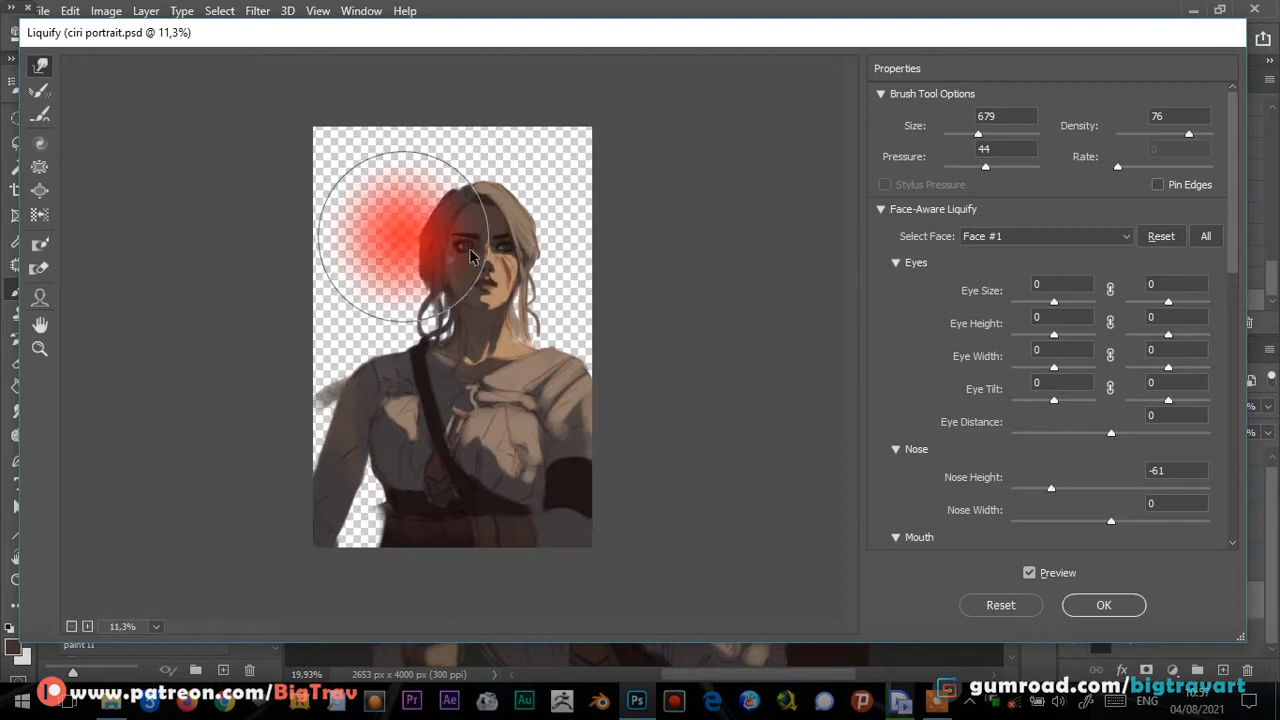 File Edit Image Layer Type Select Filter 3D View Window Help
Liquify (ciri portrait.psd @ 11,3%)
Properties
Brush Tool Options
Size: 679 Density: 76
Pressure: 44 Rate: 0
Stylus Pressure Pin Edges
Face-Aware Liquify
Select Face: Face #1 Reset All
Eyes
Eye Size: 0 0
Eye Height: 0 0
Eye Width: 0 0
Eye Tilt: 0 0
Eye Distance: 0
Nose
Nose Height: -61
Nose Width: 0
Mouth
Preview
Reset OK
11,3%
paint II
19,93% 2653 px x 4000 px (300 ppi)
www.patreon.com/BigTrav
gumroad.com/bigtravart
Pr Ae Au Ps
ENG
04/08/2021